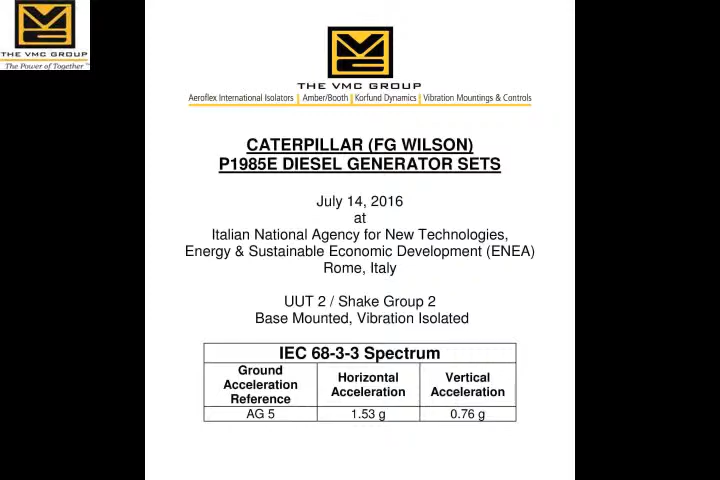 THE VMC GROUP
The Power of Together™
THE VMC GROUP
Aeroflex International Isolators | Amber/Booth | Korfund Dynamics | Vibration Mountings & Controls
CATERPILLAR (FG WILSON)
P1985E DIESEL GENERATOR SETS
July 14, 2016
at
Italian National Agency for New Technologies,
Energy & Sustainable Economic Development (ENEA)
Rome, Italy
UUT 2 / Shake Group 2
Base Mounted, Vibration Isolated
IEC 68-3-3 Spectrum
Ground
Acceleration
Reference
Horizontal
Acceleration
Vertical
Acceleration
AG 5 1.53 g 0.76 g